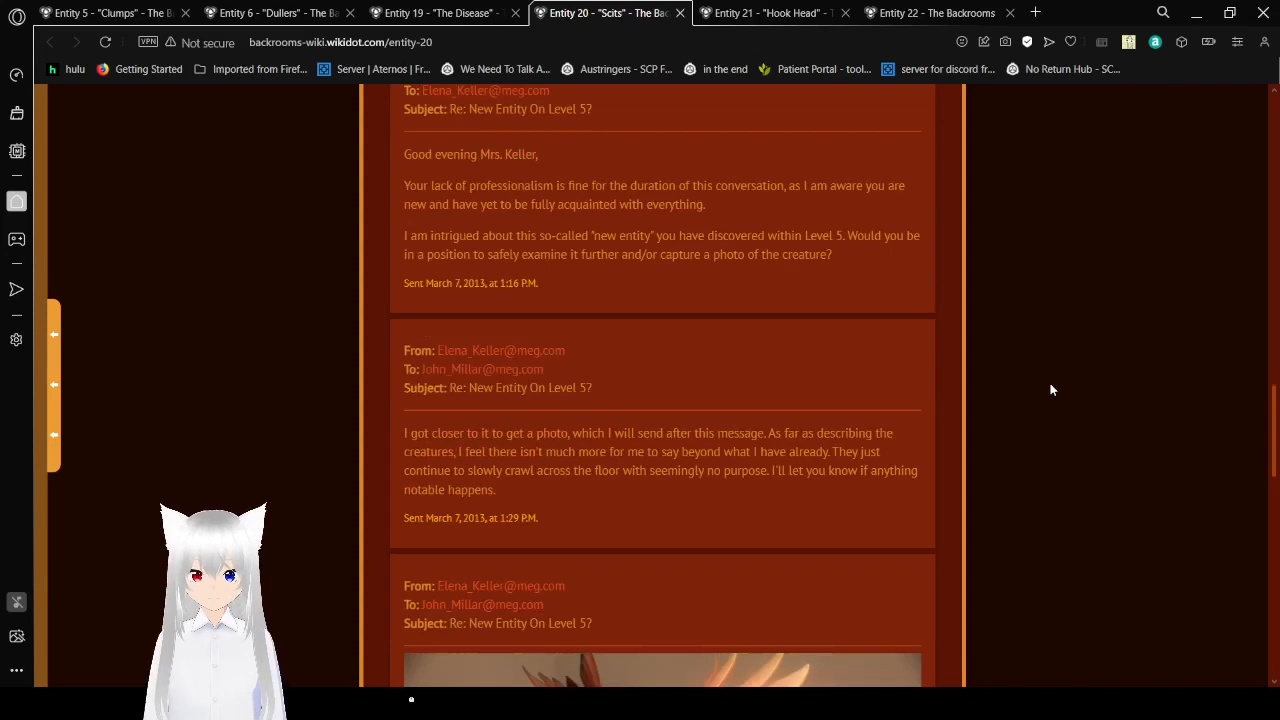 Entity 5 - "Clumps" - The B
Entity 6 - "Dullers" - The Ba
Entity 19 - "The Disease" -
Entity 20 - "Scits" - The Bac
Entity 21 - "Hook Head" - T
Entity 22 - The Backrooms
VPN
Not secure
backrooms-wiki.wikidot.com/entity-20
hulu
Getting Started
Imported from Firef...
Server | Aternos | Fr...
We Need To Talk A...
Austringers - SCP F...
in the end
Patient Portal - tool...
server for discord fr...
No Return Hub - SC...
To: Elena_Keller@meg.com
Subject: Re: New Entity On Level 5?
Good evening Mrs. Keller,
Your lack of professionalism is fine for the duration of this conversation, as I am aware you are
new and have yet to be fully acquainted with everything.
I am intrigued about this so-called "new entity" you have discovered within Level 5. Would you be
in a position to safely examine it further and/or capture a photo of the creature?
Sent March 7, 2013, at 1:16 P.M.
From: Elena_Keller@meg.com
To: John_Millar@meg.com
Subject: Re: New Entity On Level 5?
I got closer to it to get a photo, which I will send after this message. As far as describing the
creatures, I feel there isn't much more for me to say beyond what I have already. They just
continue to slowly crawl across the floor with seemingly no purpose. I'll let you know if anything
notable happens.
Sent March 7, 2013, at 1:29 P.M.
From: Elena_Keller@meg.com
To: John_Millar@meg.com
Subject: Re: New Entity On Level 5?